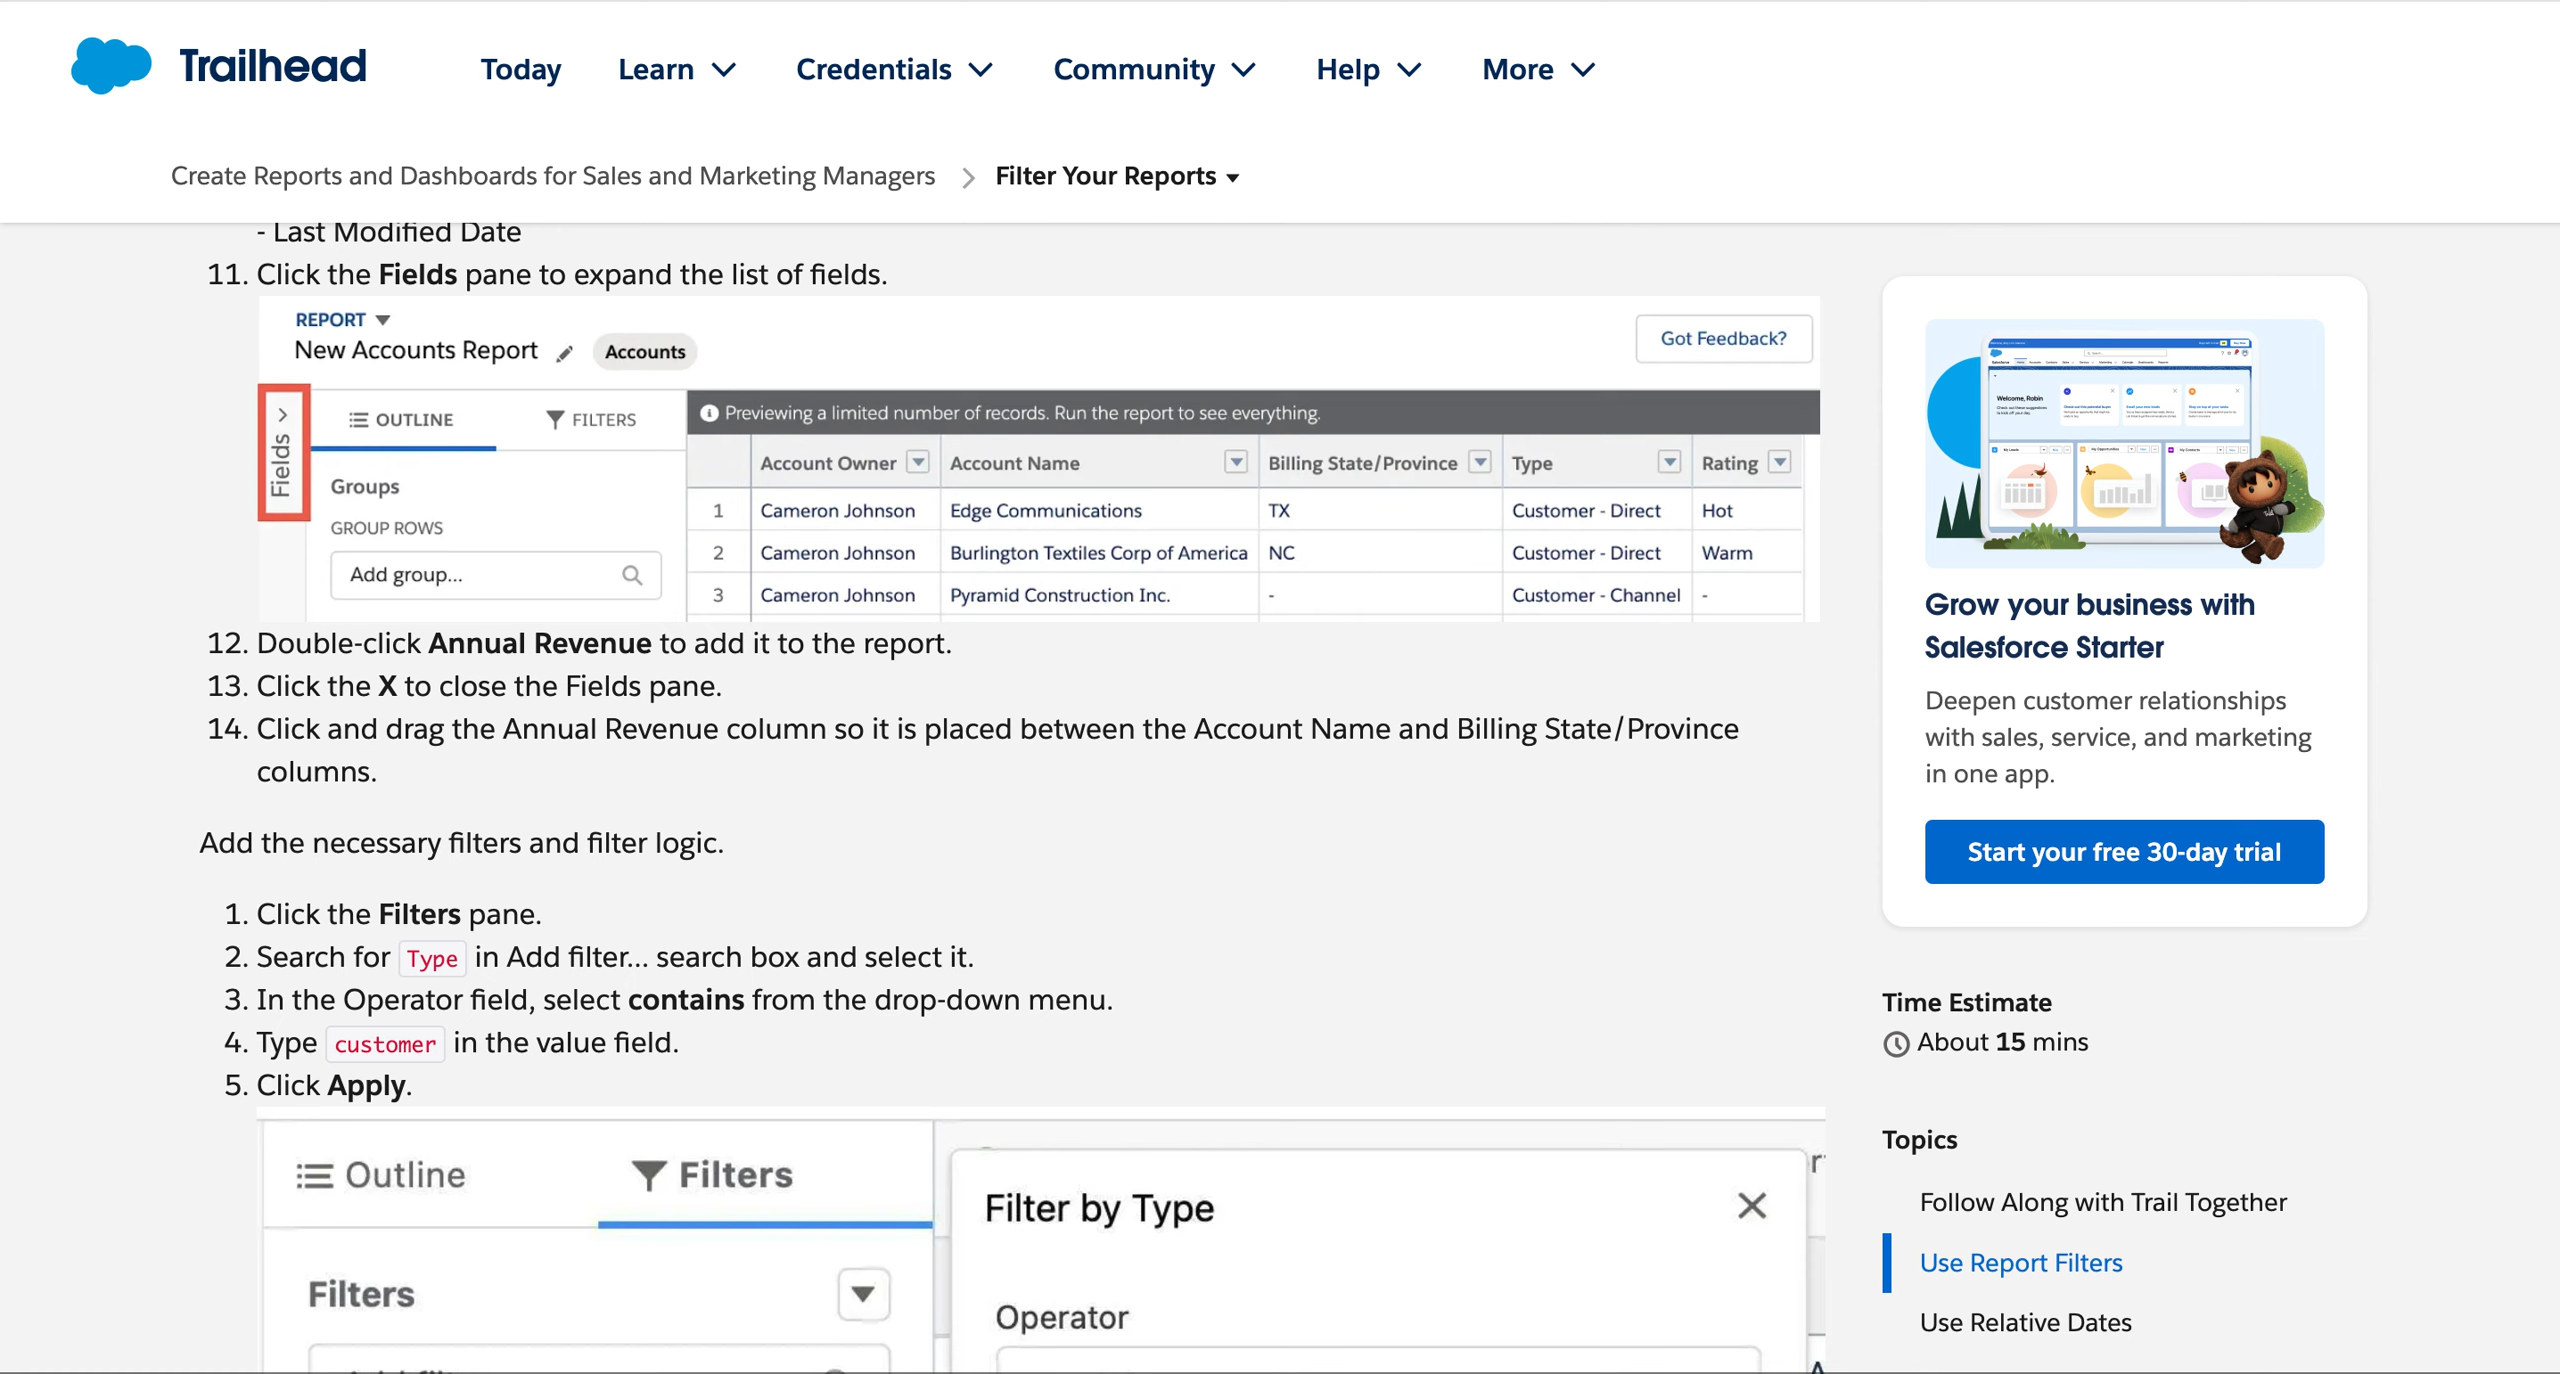 Trailhead
Today
Learn
Credentials
Community
Help
More
Create Reports and Dashboards for Sales and Marketing Managers
Filter Your Reports
- Last Modified Date
11. Click the Fields pane to expand the list of fields.
REPORT
New Accounts Report
Accounts
Got Feedback?
Fields
OUTLINE
FILTERS
Groups
GROUP ROWS
Add group...
Previewing a limited number of records. Run the report to see everything.
Account Owner Account Name Billing State/Province Type Rating
1 Cameron Johnson Edge Communications TX Customer - Direct Hot
2 Cameron Johnson Burlington Textiles Corp of America NC Customer - Direct Warm
3 Cameron Johnson Pyramid Construction Inc. - Customer - Channel -
12. Double-click Annual Revenue to add it to the report.
13. Click the X to close the Fields pane.
14. Click and drag the Annual Revenue column so it is placed between the Account Name and Billing State/Province
columns.
Add the necessary filters and filter logic.
1. Click the Filters pane.
2. Search for Type in Add filter... search box and select it.
3. In the Operator field, select contains from the drop-down menu.
4. Type customer in the value field.
5. Click Apply.
Outline
Filters
Filters
Filter by Type
Operator
Welcome, Robin
Grow your business with
Salesforce Starter
Deepen customer relationships
with sales, service, and marketing
in one app.
Start your free 30-day trial
Time Estimate
About 15 mins
Topics
Follow Along with Trail Together
Use Report Filters
Use Relative Dates